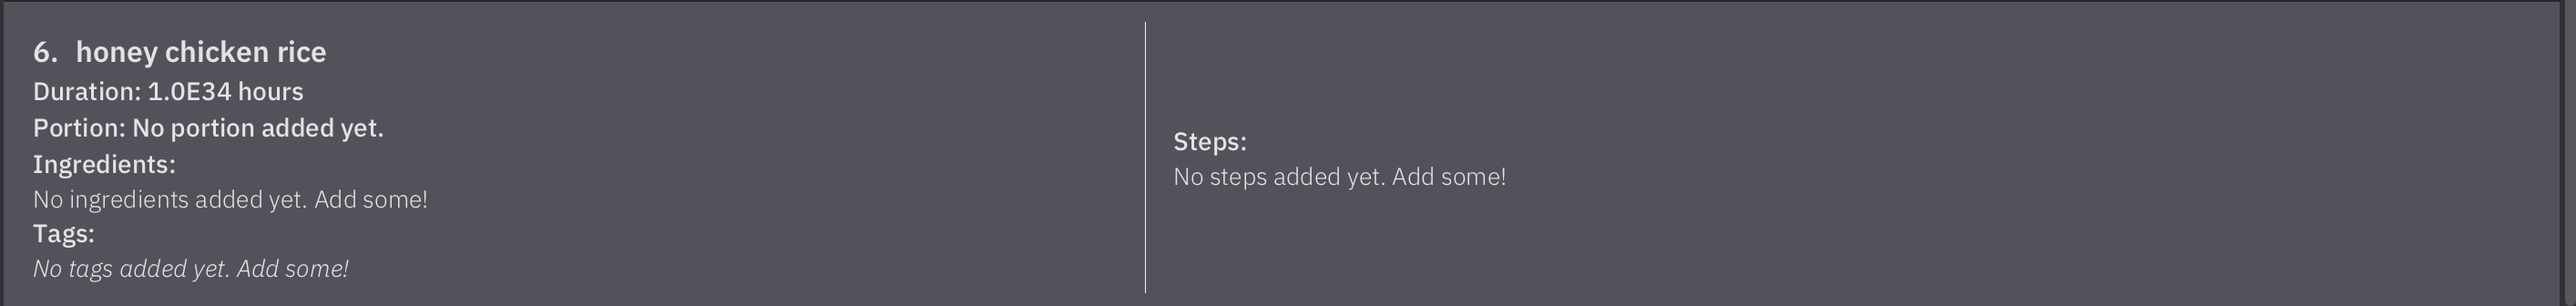 6. honey chicken rice
Duration: 1.0E34 hours
Portion: No portion added yet.
Ingredients:
No ingredients added yet. Add some!
Tags:
No tags added yet. Add some!
Steps:
No steps added yet. Add some!